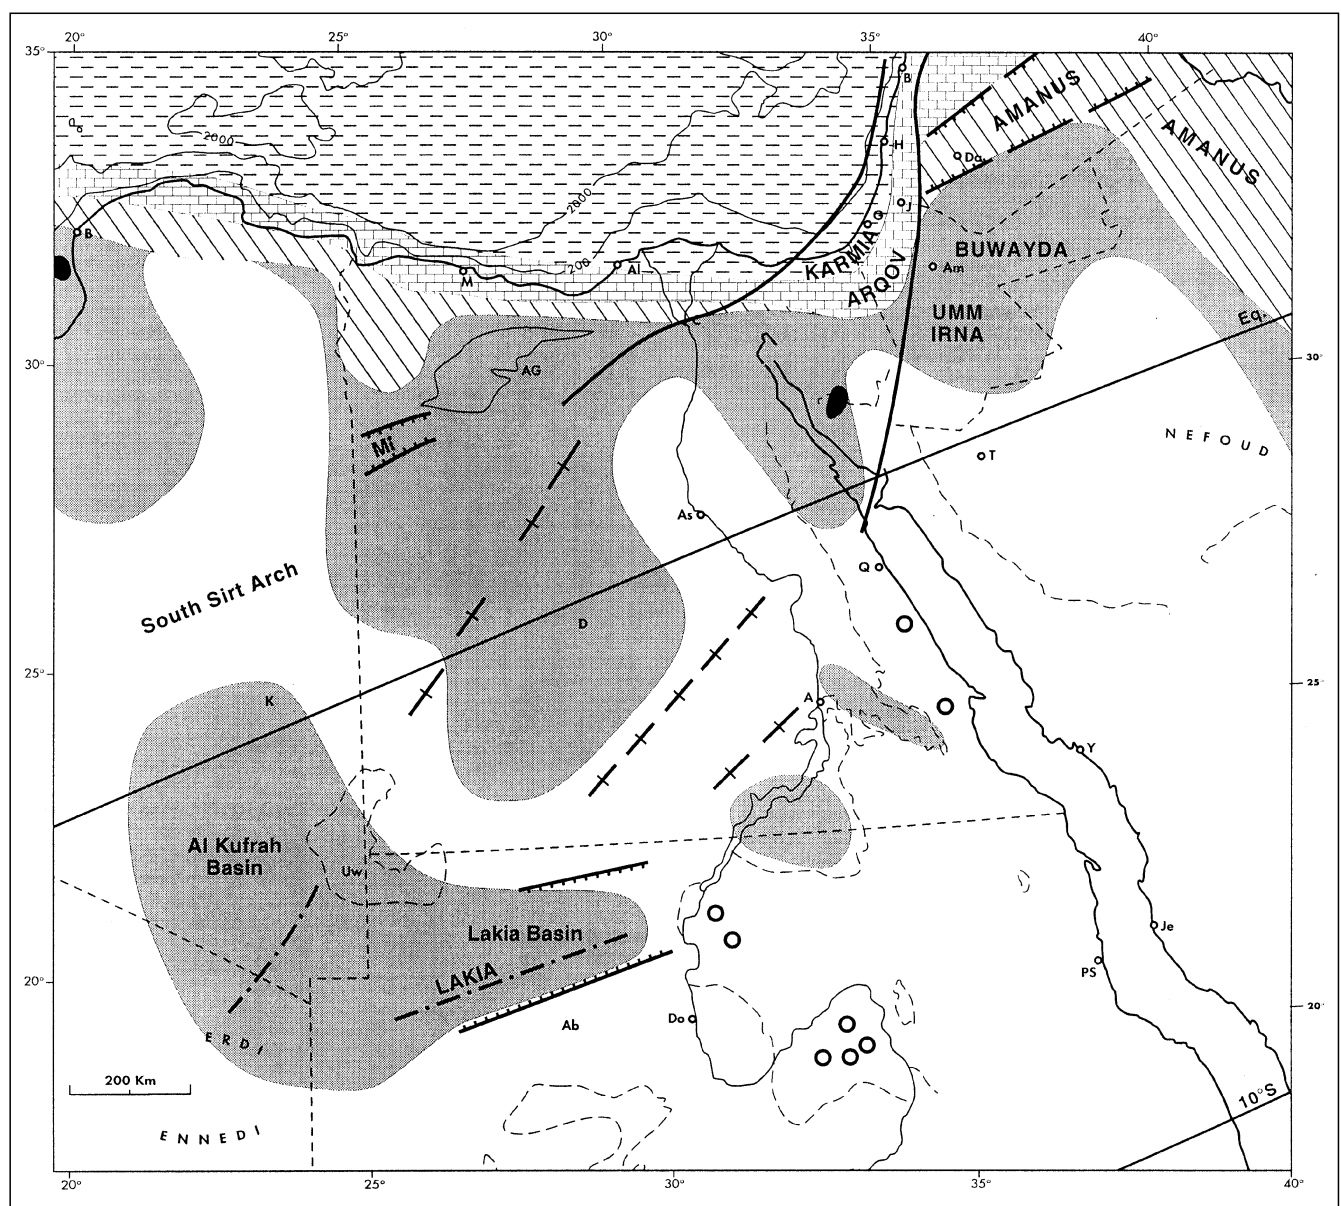 20°
25°
30°
35°
40°
35°
B
2000
H
AMANUS
AMANUS
Da
2000
J
B
G
BUWAYDA
KARMIA
200
Al
Am
M
ARQOV
UMM
IRNA
C
Eq.
30°
30°
AG
NEFOUD
Mi
T
As
Q
South Sirt Arch
D
25°
25°
K
A
Y
Al Kufrah
Basin
Uw
Lakia Basin
Je
LAKIA
PS
20°
20°
Do
Ab
ERDI
200 Km
10°S
ENNEDI
20°
25°
30°
35°
40°